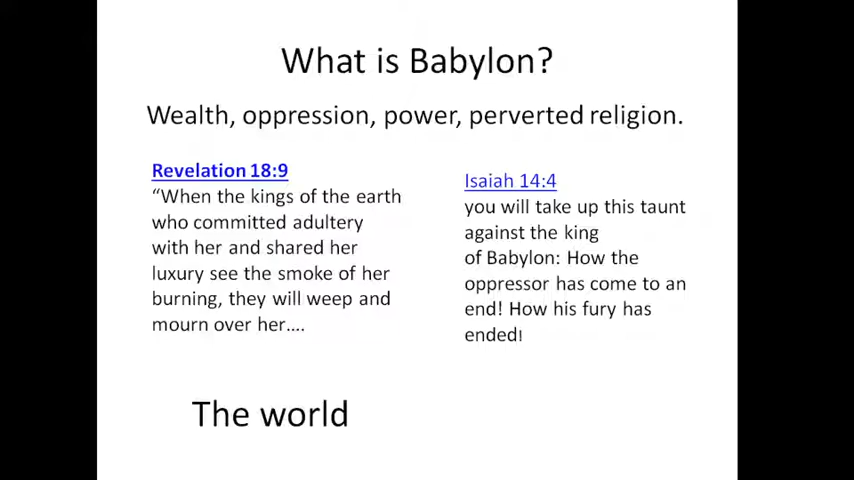 What is Babylon?
Wealth, oppression, power, perverted religion.
Revelation 18:9
“When the kings of the earth
who committed adultery
with her and shared her
luxury see the smoke of her
burning, they will weep and
mourn over her....
Isaiah 14:4
you will take up this taunt
against the king
of Babylon: How the
oppressor has come to an
end! How his fury has
ended!
The world